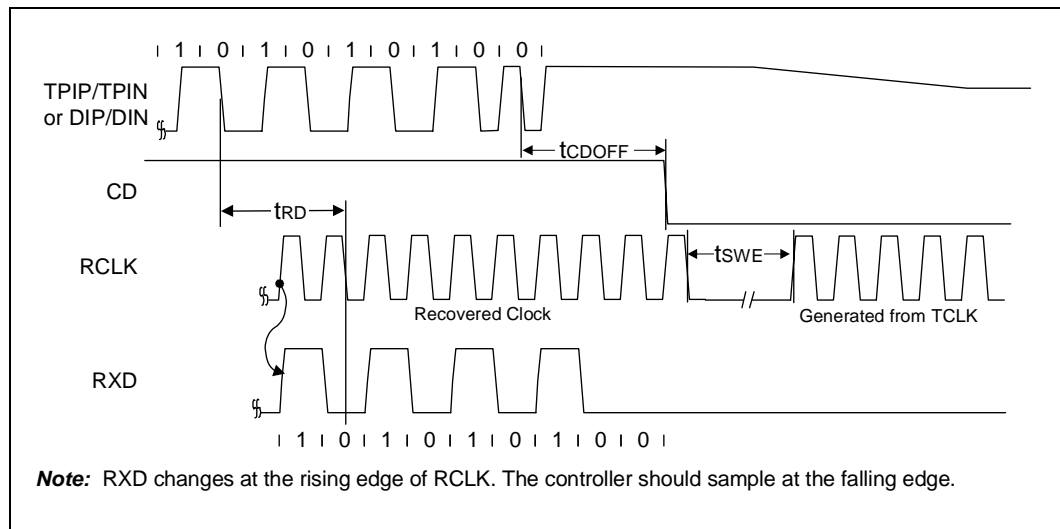 1 0 1 0 1 0 1 0 0
TPIP/TPIN
or DIP/DIN
tCDOFF
CD
tRD
RCLK
tSWE
Recovered Clock
Generated from TCLK
RXD
1 0 1 0 1 0 1 0 0
Note: RXD changes at the rising edge of RCLK. The controller should sample at the falling edge.